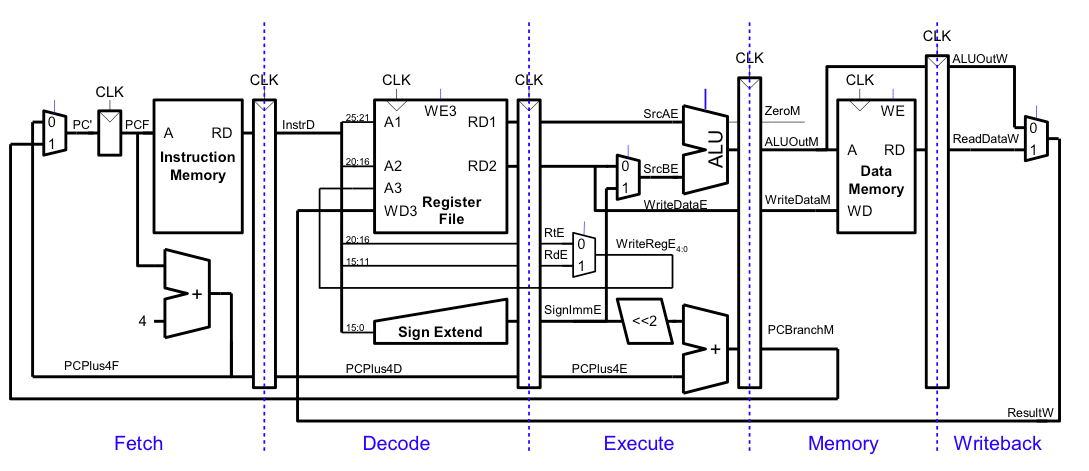 CLK
CLK
CLK
CLK
CLK
CLK
CLK
0
1
PC'
PCF
A RD
Instruction
Memory
+
4
PCPlus4F
InstrD
25:21
20:16
20:16
15:11
15:0
WE3
A1 RD1
A2 RD2
A3
WD3
Register
File
Sign Extend
PCPlus4D
SrcAE
0
1
SrcBE
ALU
WriteDataE
RtE
RdE
0
1
WriteRegE4:0
SignImmE
<<2
+
PCPlus4E
ZeroM
ALUOutM
WriteDataM
PCBranchM
WE
A RD
Data
Memory
WD
ALUOutW
ReadDataW
0
1
ResultW
Fetch Decode Execute Memory Writeback